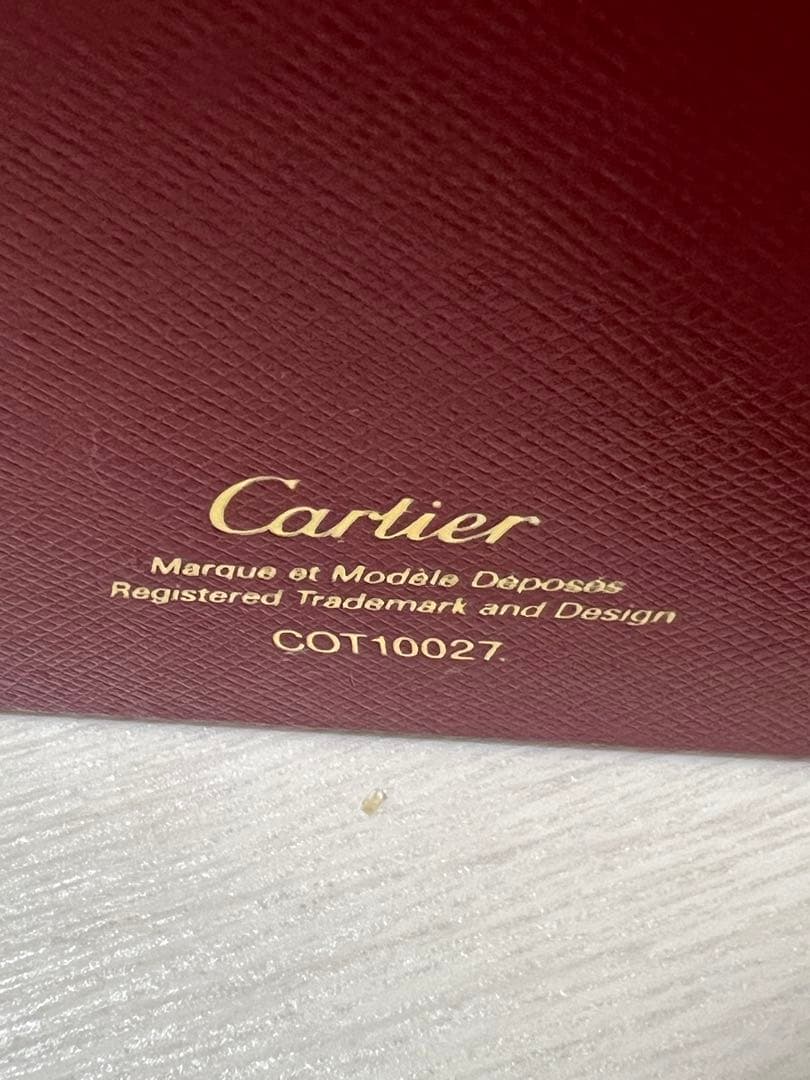 Cartier
Marque et Modèle Déposés
Registered Trademark and Design
COT10027